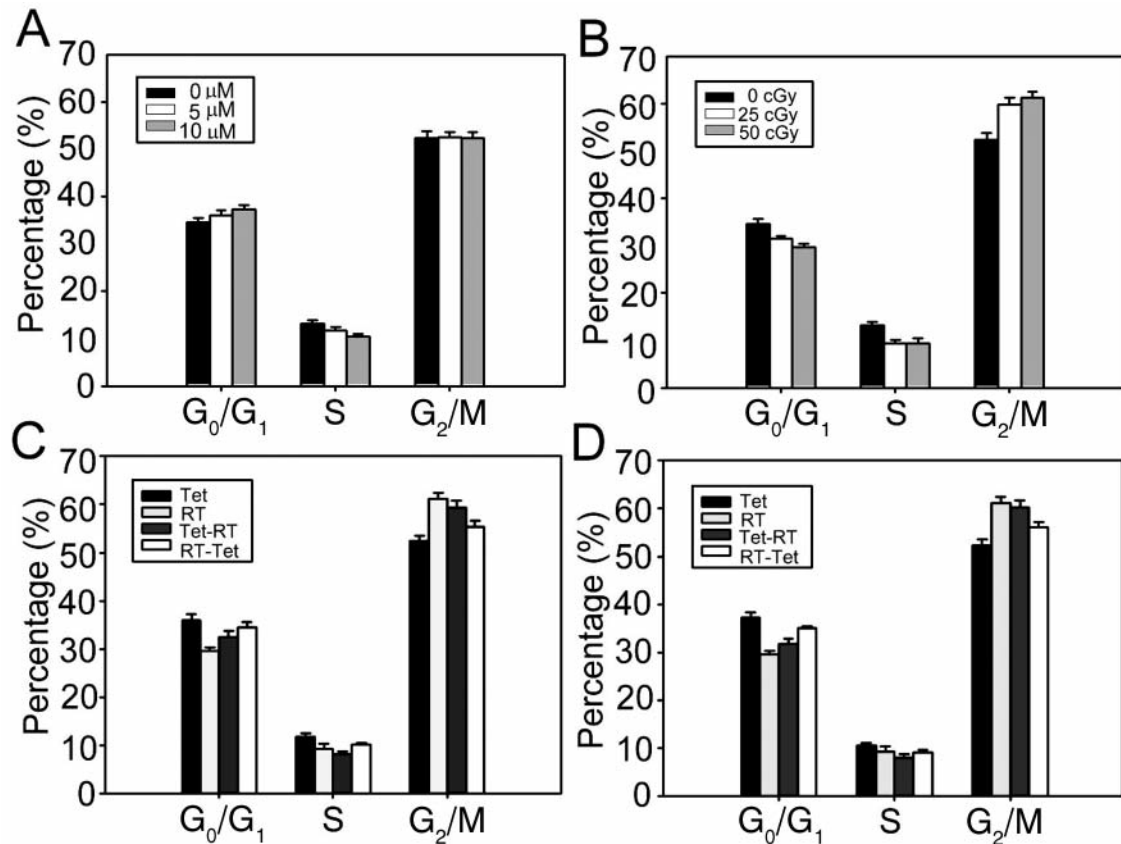 A
Percentage (%)
70
60
50
40
30
20
10
0
0 μM
5 μM
10 μM
G₀/G₁ S G₂/M
B
Percentage (%)
70
60
50
40
30
20
10
0
0 cGy
25 cGy
50 cGy
G₀/G₁ S G₂/M
C
Percentage (%)
70
60
50
40
30
20
10
0
Tet
RT
Tet-RT
RT-Tet
G₀/G₁ S G₂/M
D
Percentage (%)
70
60
50
40
30
20
10
0
Tet
RT
Tet-RT
RT-Tet
G₀/G₁ S G₂/M